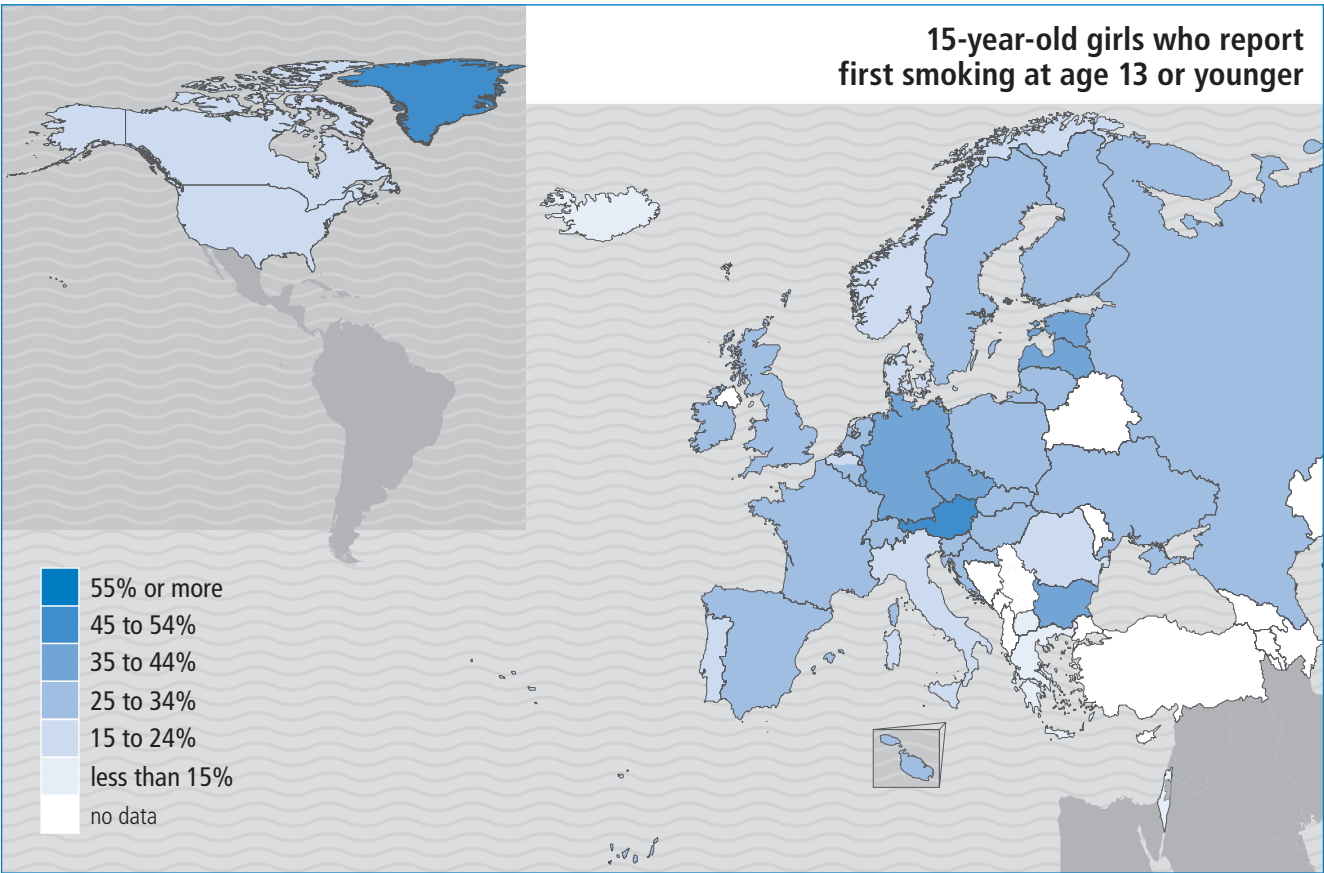 15-year-old girls who report
first smoking at age 13 or younger
55% or more
45 to 54%
35 to 44%
25 to 34%
15 to 24%
less than 15%
no data